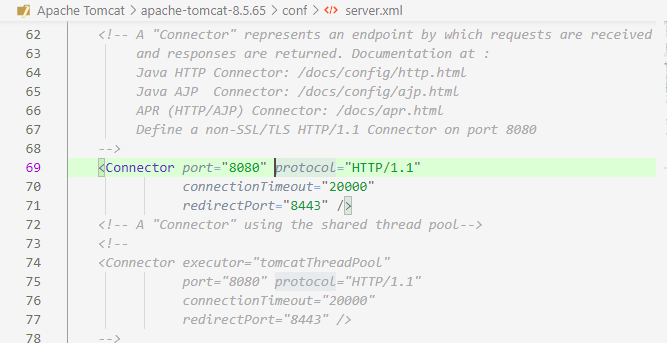 Apache Tomcat > apache-tomcat-8.5.65 > conf > server.xml
62 <!-- A "Connector" represents an endpoint by which requests are received
63 and responses are returned. Documentation at :
64 Java HTTP Connector: /docs/config/http.html
65 Java AJP  Connector: /docs/config/ajp.html
66 APR (HTTP/AJP) Connector: /docs/apr.html
67 Define a non-SSL/TLS HTTP/1.1 Connector on port 8080
68 -->
69 <Connector port="8080" protocol="HTTP/1.1"
70 connectionTimeout="20000"
71 redirectPort="8443" />
72 <!-- A "Connector" using the shared thread pool-->
73 <!--
74 <Connector executor="tomcatThreadPool"
75 port="8080" protocol="HTTP/1.1"
76 connectionTimeout="20000"
77 redirectPort="8443" />
78 -->